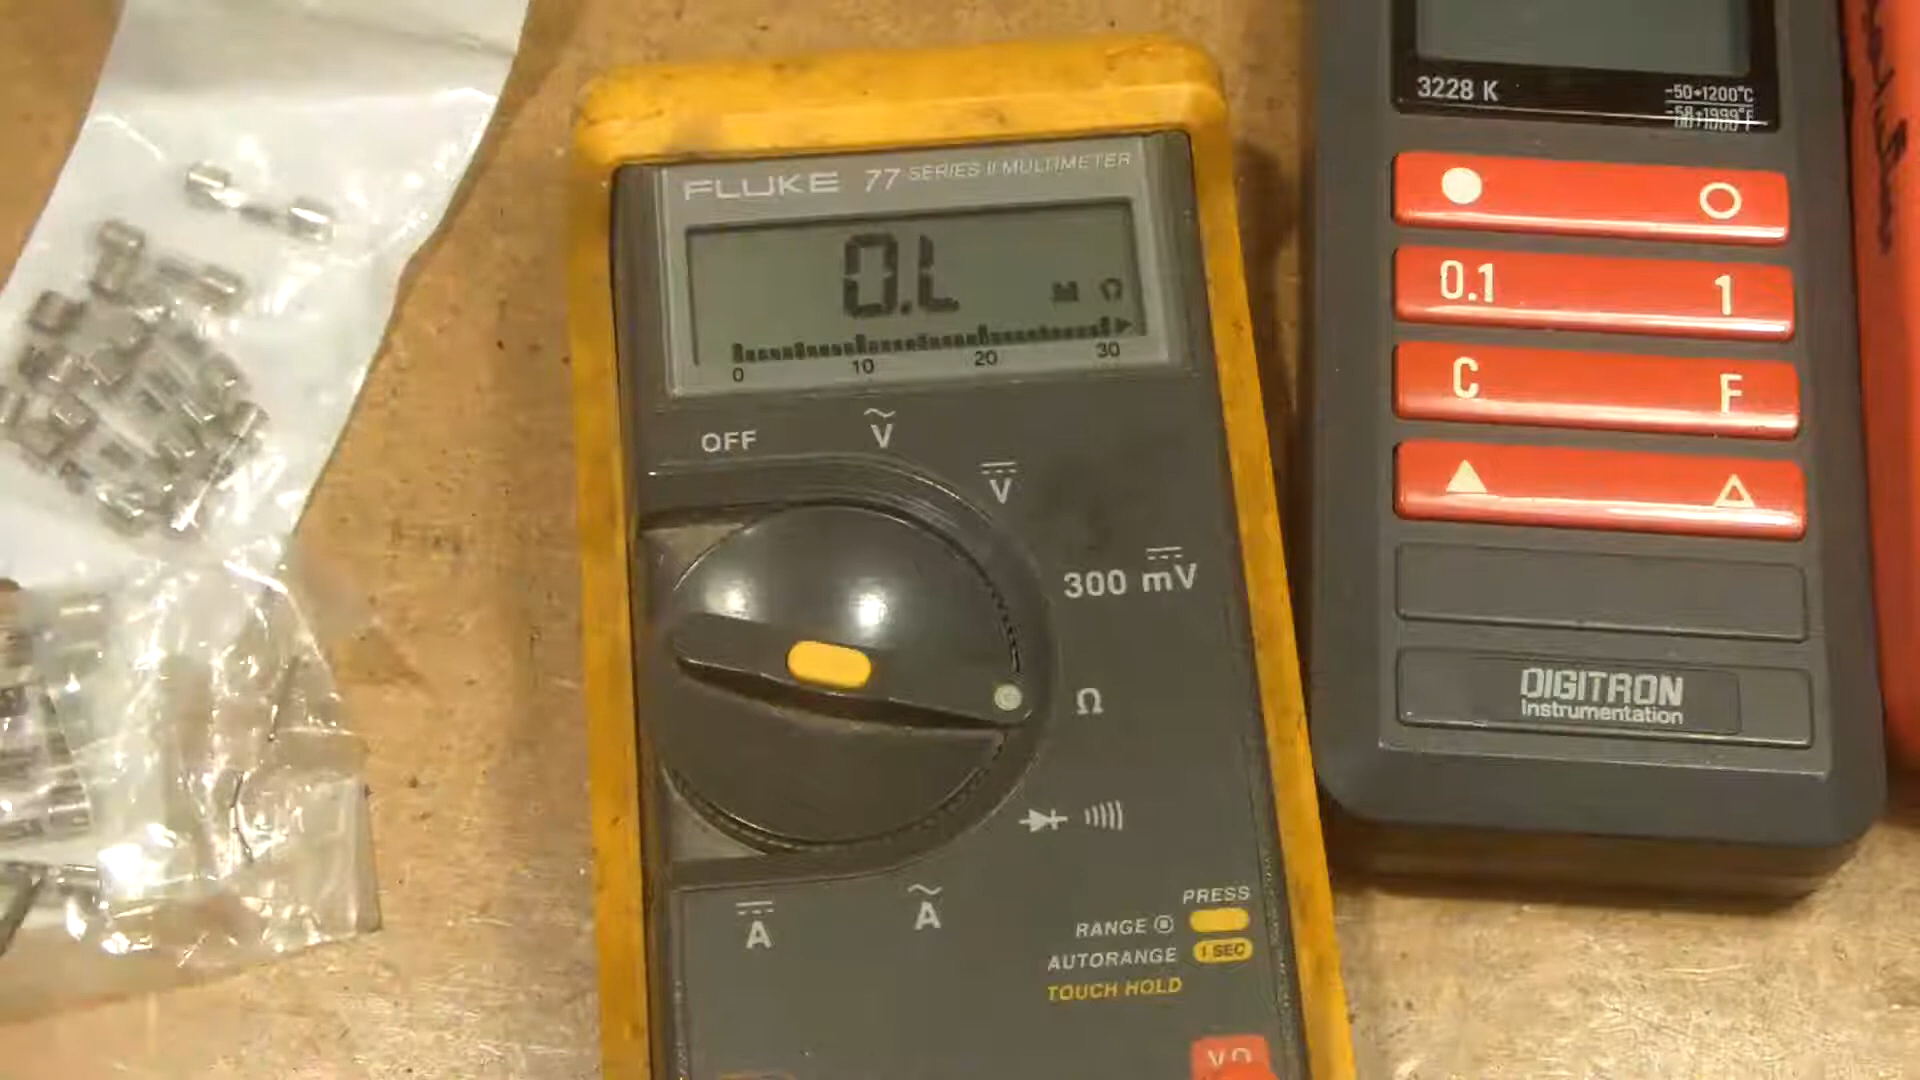 FLUKE 77 SERIES II MULTIMETER
0.L M Ω
0 10 20 30
OFF
V
V
300 mV
Ω
A
A
PRESS
RANGE
AUTORANGE 1 SEC
TOUCH HOLD
VΩ
3228 K
-50+1200°C
0.1 1
C F
DIGITRON
Instrumentation